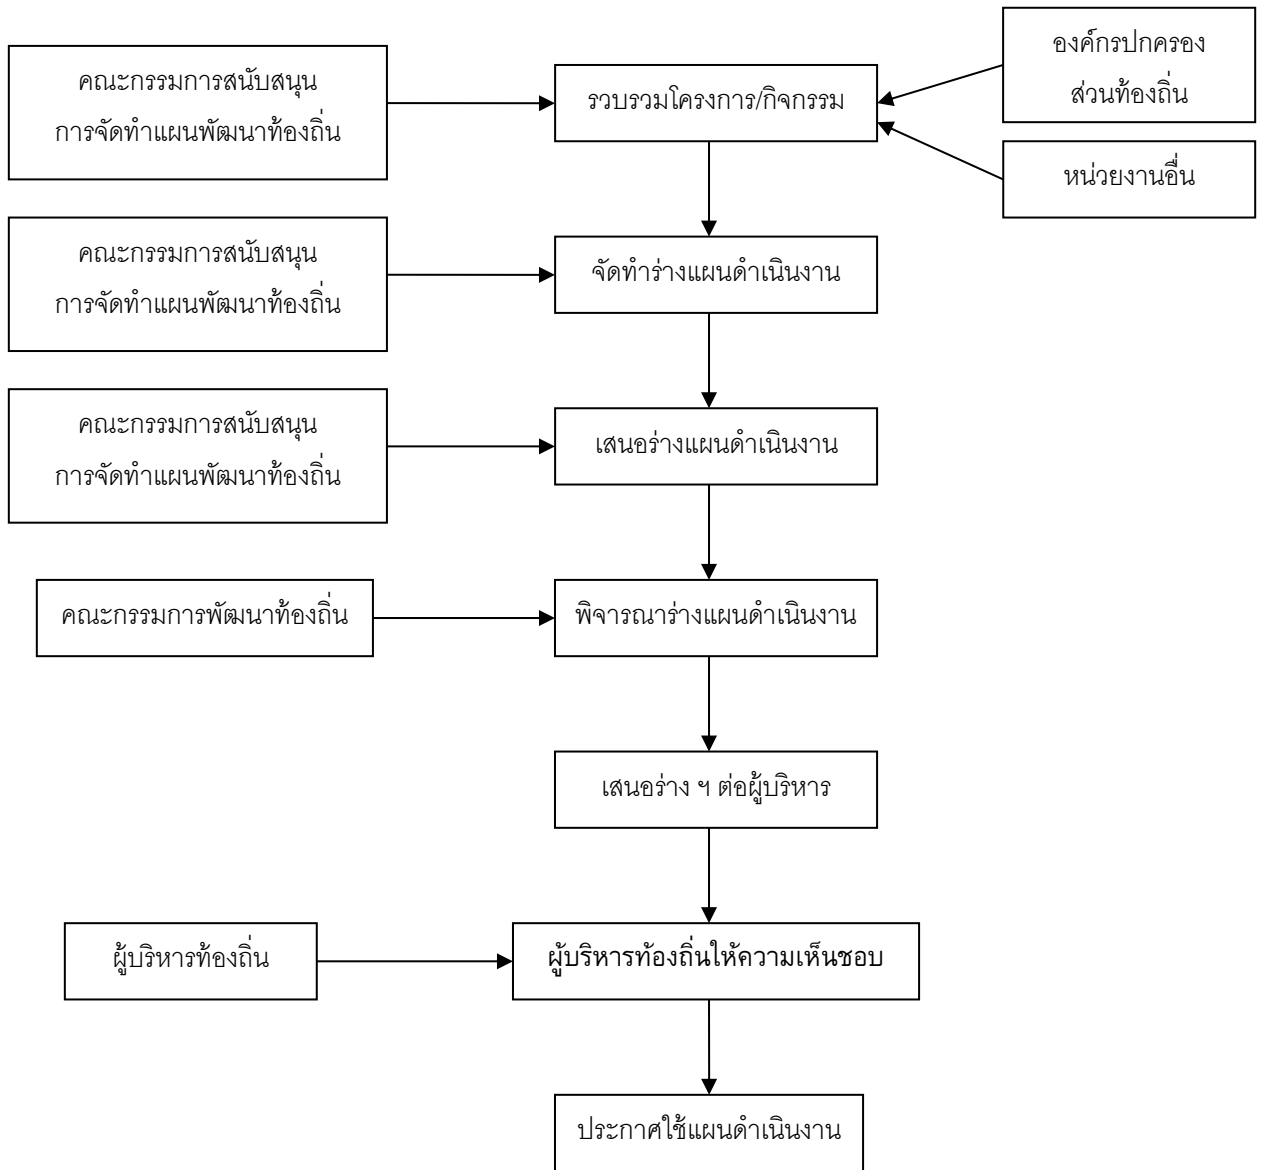 คณะกรรมการสนับสนุน
การจัดทำแผนพัฒนาท้องถิ่น
รวบรวมโครงการ/กิจกรรม
องค์กรปกครอง
ส่วนท้องถิ่น
หน่วยงานอื่น
คณะกรรมการสนับสนุน
การจัดทำแผนพัฒนาท้องถิ่น
จัดทำร่างแผนดำเนินงาน
คณะกรรมการสนับสนุน
การจัดทำแผนพัฒนาท้องถิ่น
เสนอร่างแผนดำเนินงาน
คณะกรรมการพัฒนาท้องถิ่น
พิจารณาร่างแผนดำเนินงาน
เสนอร่าง ฯ ต่อผู้บริหาร
ผู้บริหารท้องถิ่น
ผู้บริหารท้องถิ่นให้ความเห็นชอบ
ประกาศใช้แผนดำเนินงาน